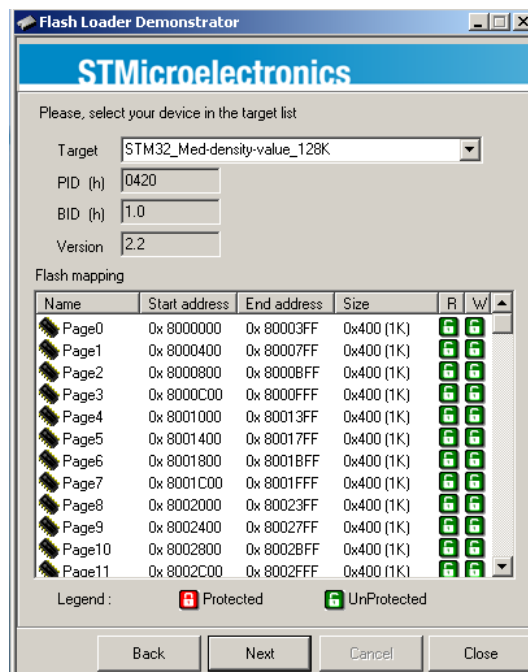 Flash Loader Demonstrator
STMicroelectronics
Please, select your device in the target list
Target STM32_Med-density-value_128K
PID (h) 0420
BID (h) 1.0
Version 2.2
Flash mapping
Name Start address End address Size R W
Page0 0x 8000000 0x 80003FF 0x400 (1K)
Page1 0x 8000400 0x 80007FF 0x400 (1K)
Page2 0x 8000800 0x 8000BFF 0x400 (1K)
Page3 0x 8000C00 0x 8000FFF 0x400 (1K)
Page4 0x 8001000 0x 80013FF 0x400 (1K)
Page5 0x 8001400 0x 80017FF 0x400 (1K)
Page6 0x 8001800 0x 8001BFF 0x400 (1K)
Page7 0x 8001C00 0x 8001FFF 0x400 (1K)
Page8 0x 8002000 0x 80023FF 0x400 (1K)
Page9 0x 8002400 0x 80027FF 0x400 (1K)
Page10 0x 8002800 0x 8002BFF 0x400 (1K)
Page11 0x 8002C00 0x 8002FFF 0x400 (1K)
Legend : Protected UnProtected
Back Next Cancel Close